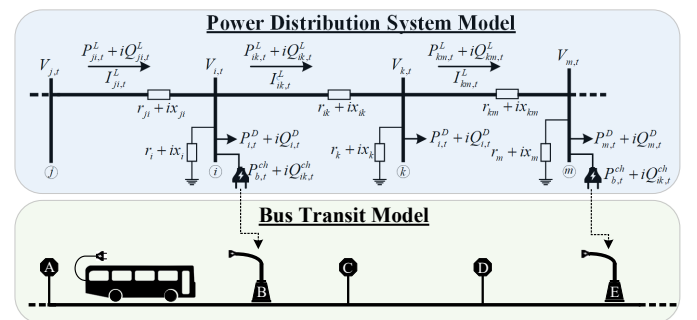 Power Distribution System Model
P^L_{ji,t} + iQ^L_{ji,t} P^L_{ik,t} + iQ^L_{ik,t} P^L_{km,t} + iQ^L_{km,t}
V_{j,t} V_{i,t} V_{k,t} V_{m,t}
I^L_{ji,t} I^L_{ik,t} I^L_{km,t}
r_{ji} + ix_{ji} r_{ik} + ix_{ik} r_{km} + ix_{km}
P^D_{i,t} + iQ^D_{i,t} P^D_{i,t} + iQ^D_{i,t} P^D_{m,t} + iQ^D_{m,t}
r_i + ix_i r_k + ix_k r_m + ix_m
j i P^{ch}_{b,t} + iQ^{ch}_{ik,t} k m P^{ch}_{b,t} + iQ^{ch}_{ik,t}
Bus Transit Model
A B C D E